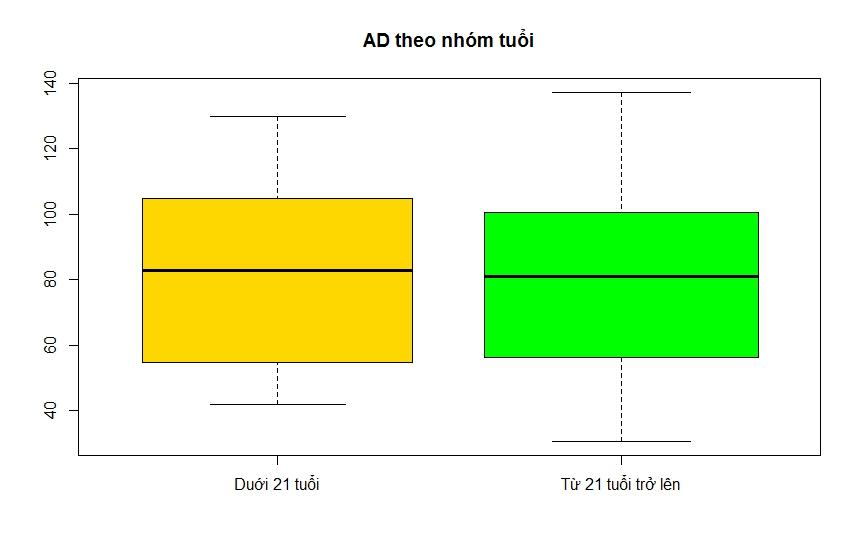 AD theo nhóm tuổi
140
120
100
80
60
40
Dưới 21 tuổi
Từ 21 tuổi trở lên